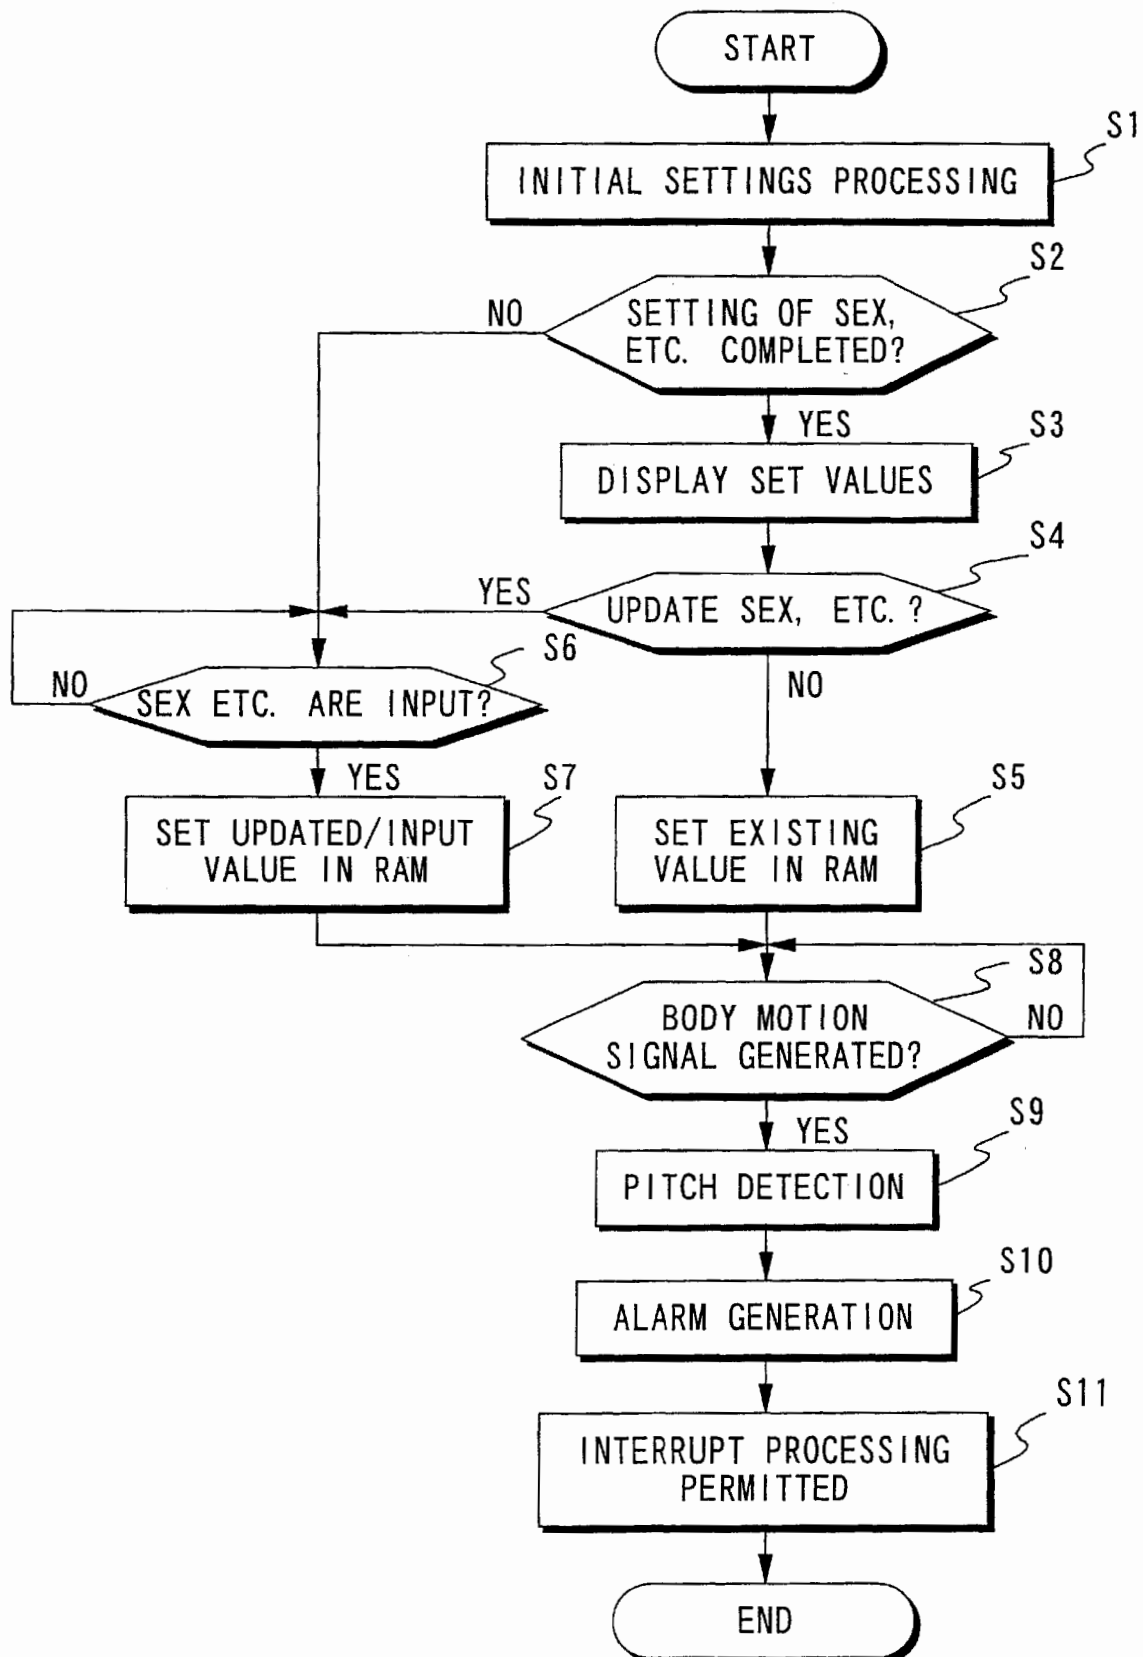 START
S1
INITIAL SETTINGS PROCESSING
S2
NO
SETTING OF SEX,
ETC. COMPLETED?
YES
S3
DISPLAY SET VALUES
S4
YES
UPDATE SEX, ETC.?
S6
NO
NO
SEX ETC. ARE INPUT?
YES
S7
S5
SET UPDATED/INPUT
VALUE IN RAM
SET EXISTING
VALUE IN RAM
S8
BODY MOTION
SIGNAL GENERATED?
NO
YES
S9
PITCH DETECTION
S10
ALARM GENERATION
S11
INTERRUPT PROCESSING
PERMITTED
END